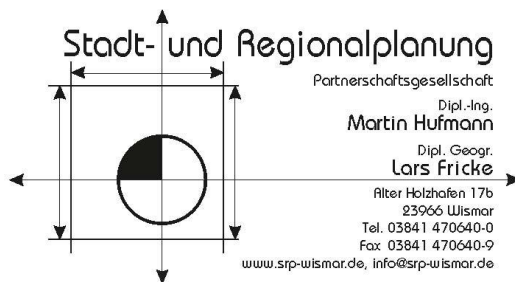 Stadt- und Regionalplanung
Partnerschaftsgesellschaft
Dipl.-Ing.
Martin Hufmann
Dipl. Geogr.
Lars Fricke
Alter Holzhafen 17b
23966 Wismar
Tel. 03841 470640-0
Fax 03841 470640-9
www.srp-wismar.de, info@srp-wismar.de